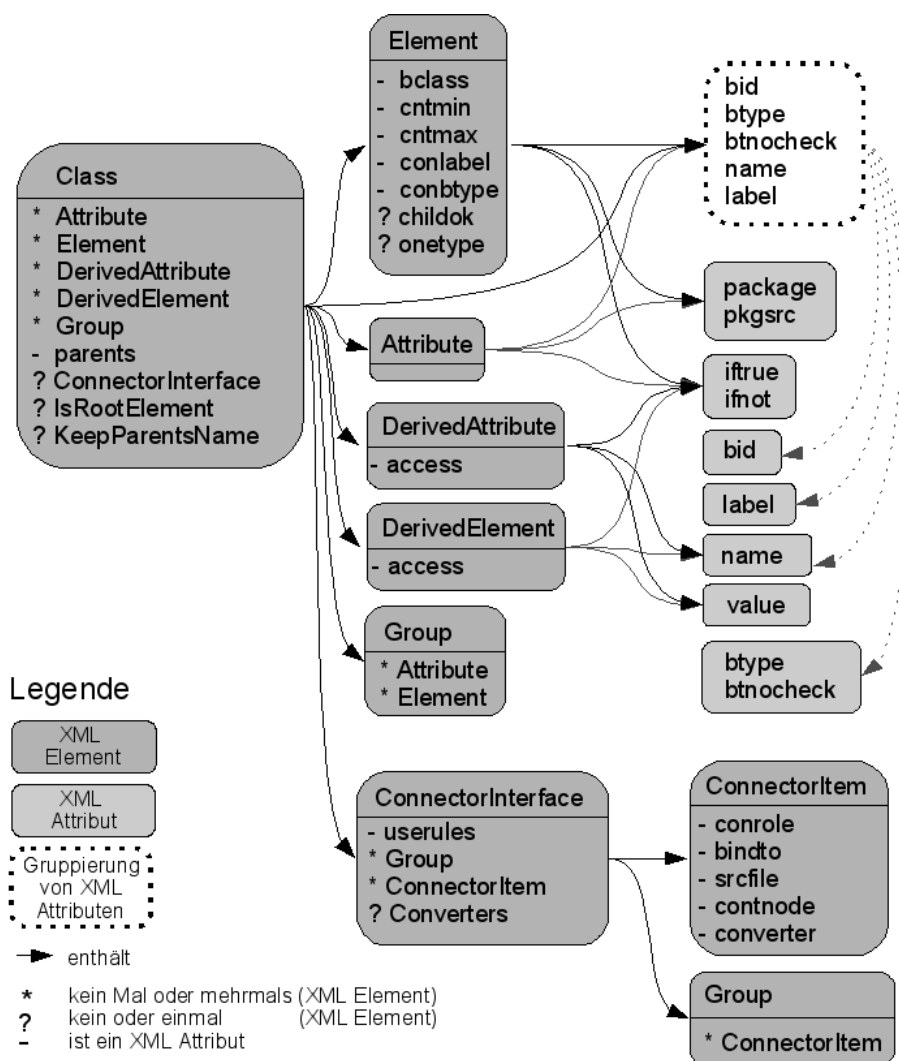 Class
* Attribute
* Element
* DerivedAttribute
* DerivedElement
* Group
- parents
? ConnectorInterface
? IsRootElement
? KeepParentsName
Element
- bclass
- cntmin
- cntmax
- conlabel
- conbtype
? childok
? onetype
Attribute
DerivedAttribute
- access
DerivedElement
- access
Group
* Attribute
* Element
bid
btype
btnocheck
name
label
package
pkgsrc
iftrue
ifnot
bid
label
name
value
btype
btnocheck
ConnectorInterface
- userules
* Group
* ConnectorItem
? Converters
ConnectorItem
- conrole
- bindto
- srcfile
- contnode
- converter
Group
* ConnectorItem
Legende
XML
Element
XML
Attribut
Gruppierung
von XML
Attributen
enthält
* kein Mal oder mehrmals (XML Element)
? kein oder einmal (XML Element)
- ist ein XML Attribut